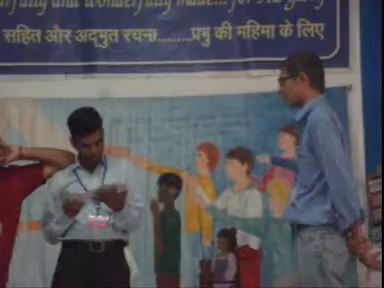 fully and wonderfully made...for His glory
सहित और अद्भुत रचना.......प्रभु की महिमा के लिए